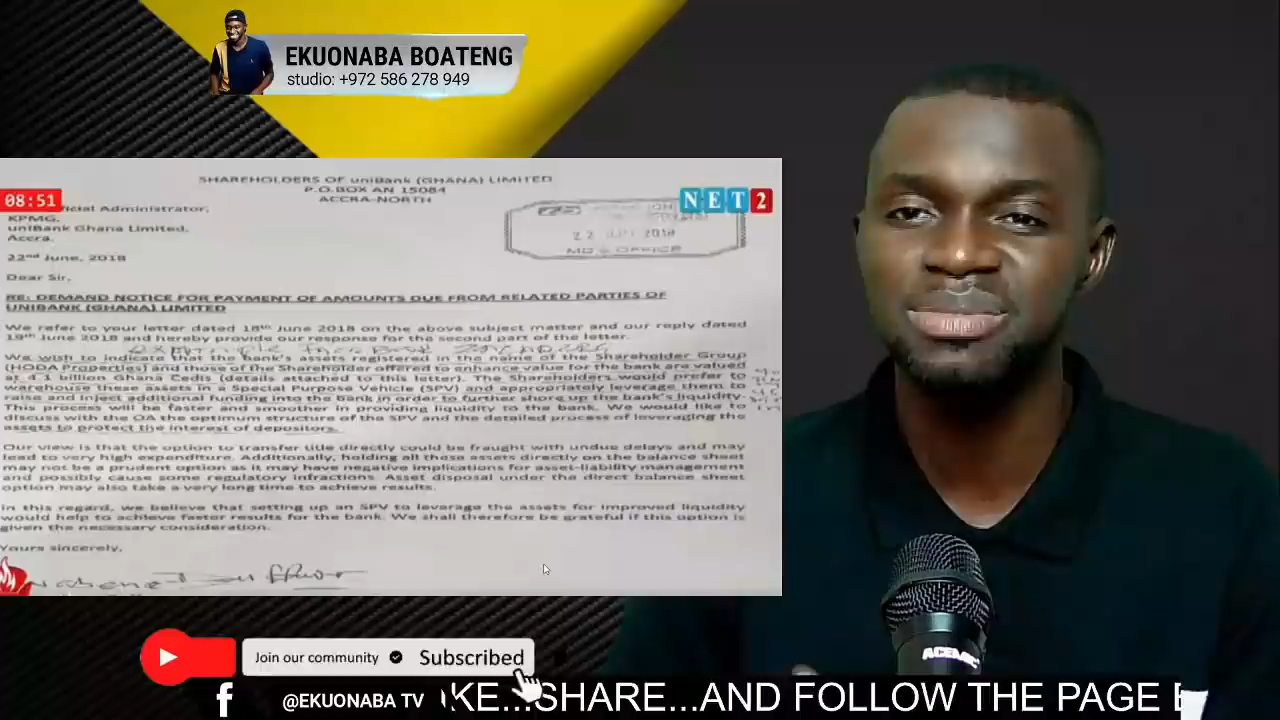 EKUONABA BOATENG
studio: +972 586 278 949
SHAREHOLDERS OF uniBank (GHANA) LIMITED
P.O.BOX AN 15084
ACCRA-NORTH
08:51
NET2
icial Administrator,
KPMG,
uniBank Ghana Limited,
Accra.
22 2018
MD'S OFFICE
22nd June, 2018
Dear Sir,
RE: DEMAND NOTICE FOR PAYMENT OF AMOUNTS DUE FROM RELATED PARTIES OF
UNIBANK (GHANA) LIMITED
We refer to your letter dated 18th June 2018 on the above subject matter and our reply dated
19th June 2018 and hereby provide our response for the second part of the letter.
We wish to indicate that the bank's assets registered in the name of the Shareholder Group
(HODA Properties) and those of the Shareholder offered to enhance value for the bank are valued
at 1 billion Ghana Cedis (details attached to this letter). The Shareholders would prefer to
warehouse these assets in a Special Purpose Vehicle (SPV) and appropriately leverage them to
raise and inject additional funding into the bank in order to further shore up the bank's liquidity.
This process will be faster and smoother in providing liquidity to the bank. We would like to
discuss with the OA the optimum structure of the SPV and the detailed process of leveraging the
assets to protect the interest of depositors.
Our view is that the option to transfer title directly could be fraught with undue delays and may
lead to very high expenditure. Additionally, holding all those assets directly on the balance sheet
may not be a prudent option as it may have negative implications for asset-liability management
and possibly cause some regulatory infractions. Asset disposal under the direct balance sheet
option may also take a very long time to achieve results.
In this regard, we believe that setting up an SPV to leverage the assets for improved liquidity
would help to achieve faster results for the bank. We shall therefore be grateful if this option is
given the necessary consideration.
Yours sincerely,
ACEMIC
Join our community Subscribed
@EKUONABA TV
KE...SHARE...AND FOLLOW THE PAGE